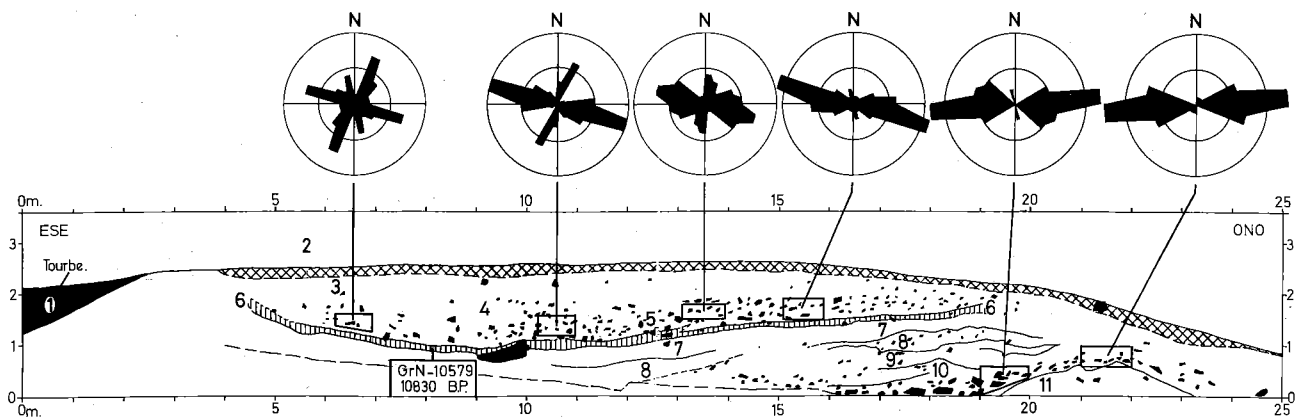 N N N N N N
0m. 5 10 15 20 25
ESE ONO
3 2 3
Tourbe.
2 3 2
1 6 4 5 6
7
1 7 8 1
9
GrN-10579 8 10
10830 B.P. 11
0 0
0m. 5 10 15 20 25